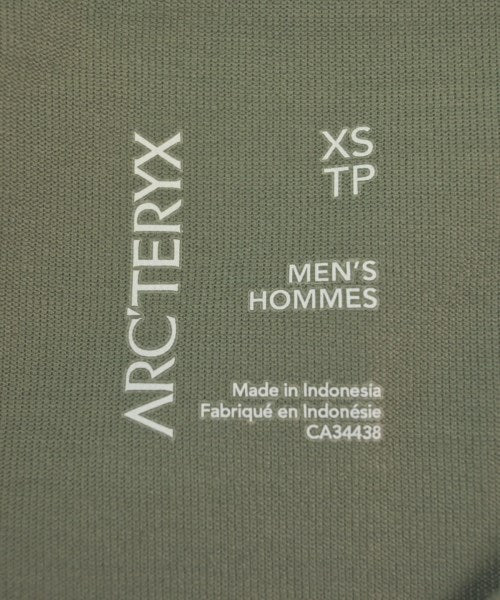 ARC'TERYX
XS
TP
MEN'S
HOMMES
Made in Indonesia
Fabriqué en Indonésie
CA34438